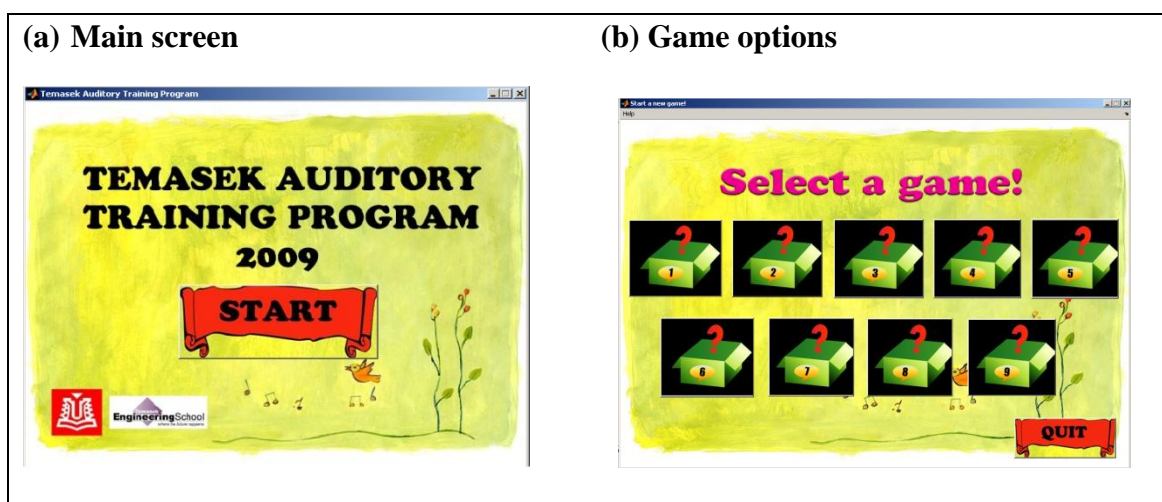 (a) Main screen
(b) Game options
Temasek Auditory Training Program
TEMASEK AUDITORY
TRAINING PROGRAM
2009
START
EngineeringSchool
Start a new game!
Help
Select a game!
? ? ? ? ?
1 2 3 4 5
? ? ? ?
6 7 8 9
QUIT